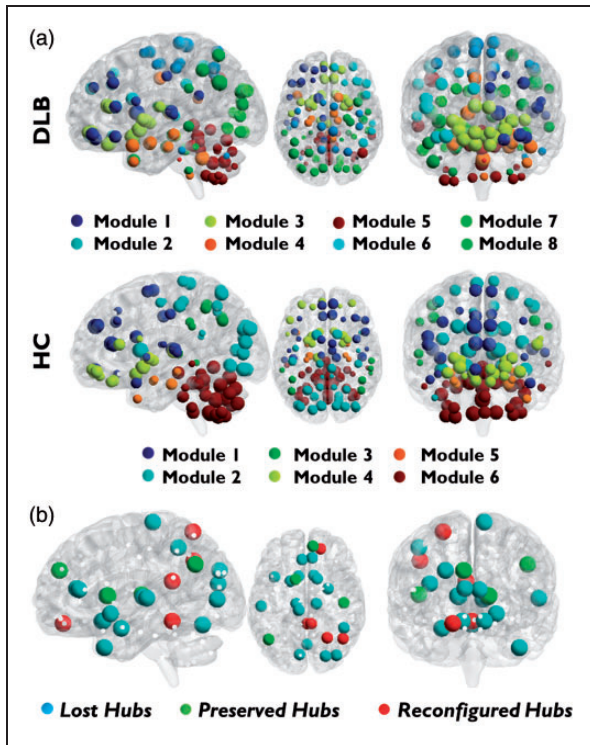 (a)
DLB
Module 1 Module 3 Module 5 Module 7
Module 2 Module 4 Module 6 Module 8
HC
Module 1 Module 3 Module 5
Module 2 Module 4 Module 6
(b)
Lost Hubs Preserved Hubs Reconfigured Hubs